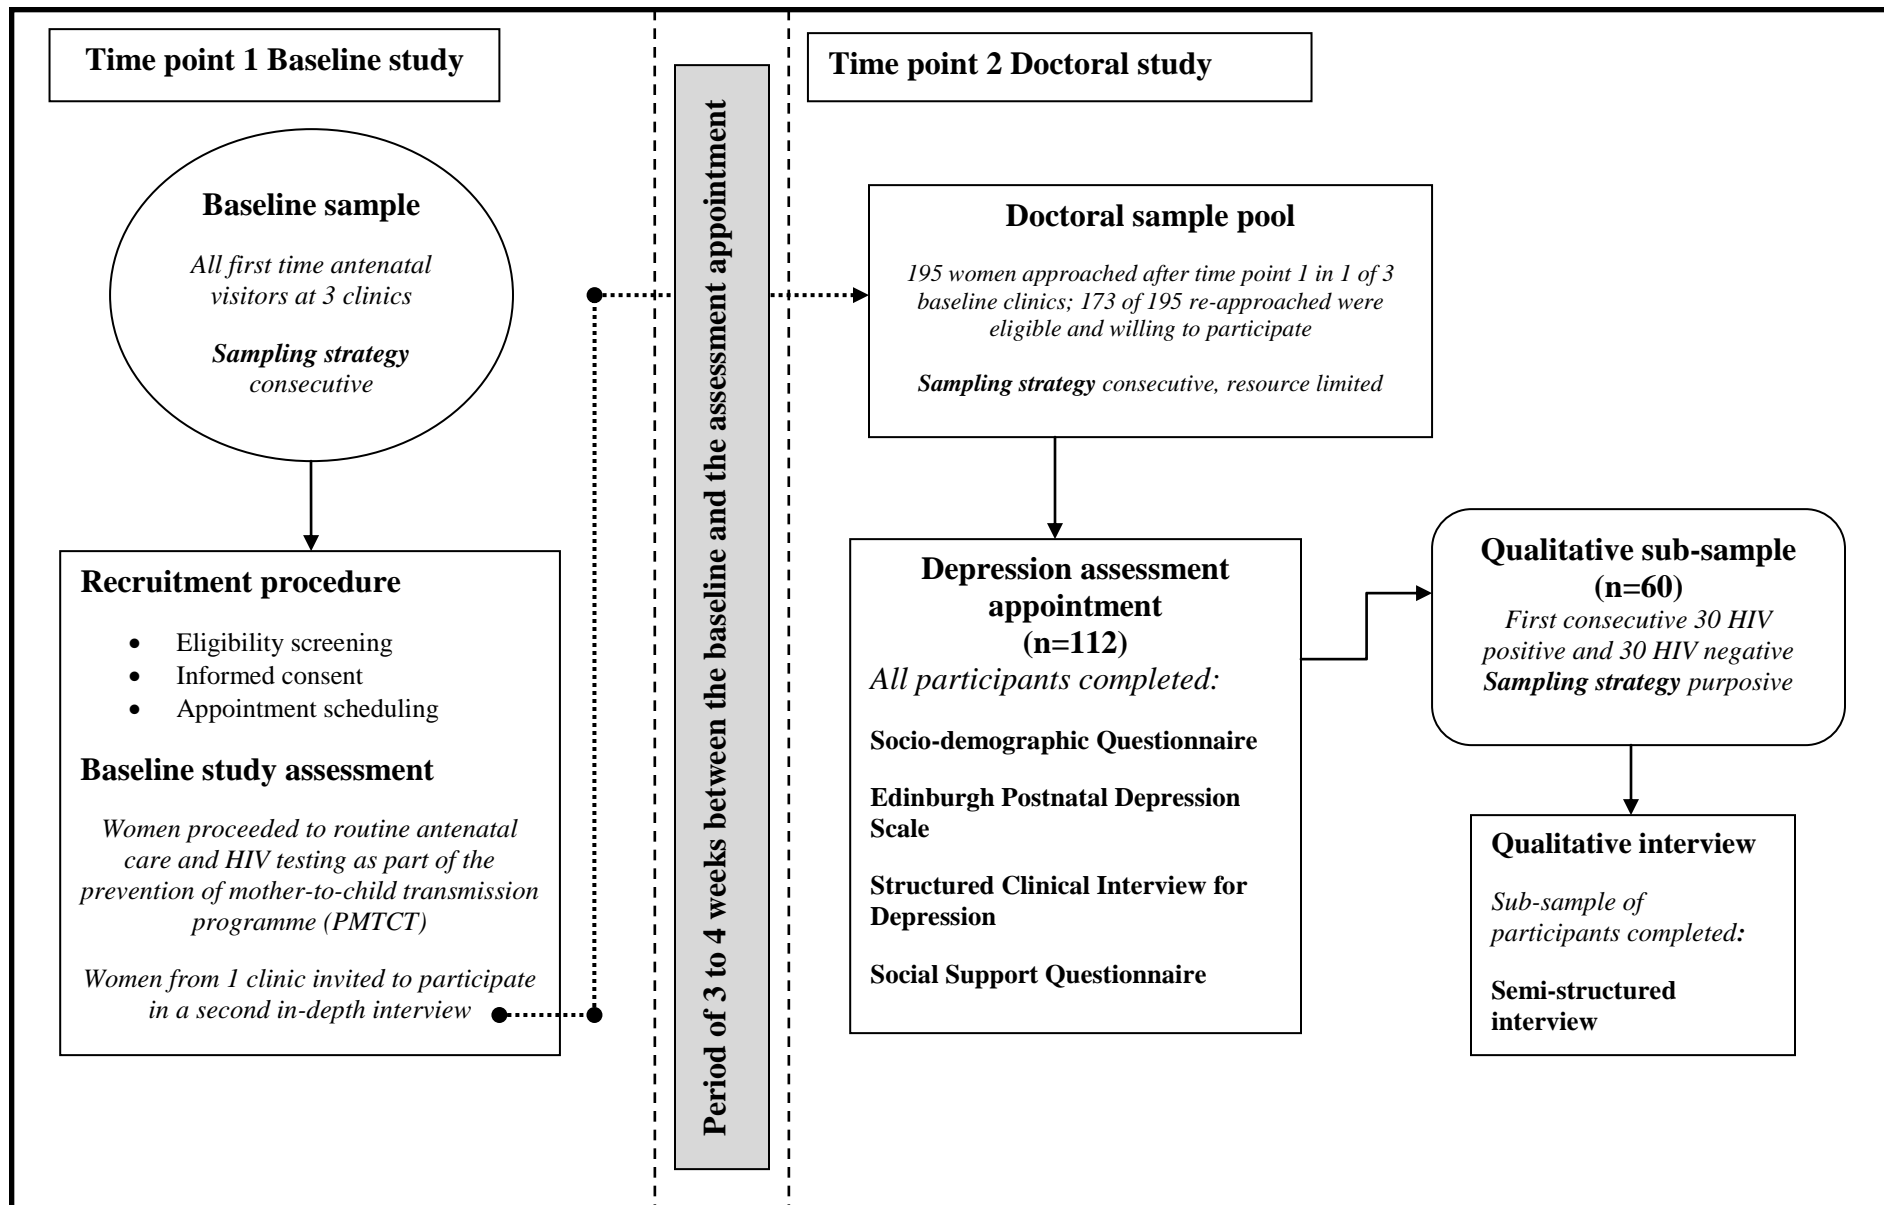 Time point 1 Baseline study
Baseline sample
All first time antenatal
visitors at 3 clinics
Sampling strategy
consecutive
Recruitment procedure
• Eligibility screening
• Informed consent
• Appointment scheduling
Baseline study assessment
Women proceeded to routine antenatal
care and HIV testing as part of the
prevention of mother-to-child transmission
programme (PMTCT)
Women from 1 clinic invited to participate
in a second in-depth interview
Period of 3 to 4 weeks between the baseline and the assessment appointment
Time point 2 Doctoral study
Doctoral sample pool
195 women approached after time point 1 in 1 of 3
baseline clinics; 173 of 195 re-approached were
eligible and willing to participate
Sampling strategy consecutive, resource limited
Depression assessment
appointment
(n=112)
All participants completed:
Socio-demographic Questionnaire
Edinburgh Postnatal Depression
Scale
Structured Clinical Interview for
Depression
Social Support Questionnaire
Qualitative sub-sample
(n=60)
First consecutive 30 HIV
positive and 30 HIV negative
Sampling strategy purposive
Qualitative interview
Sub-sample of
participants completed:
Semi-structured
interview